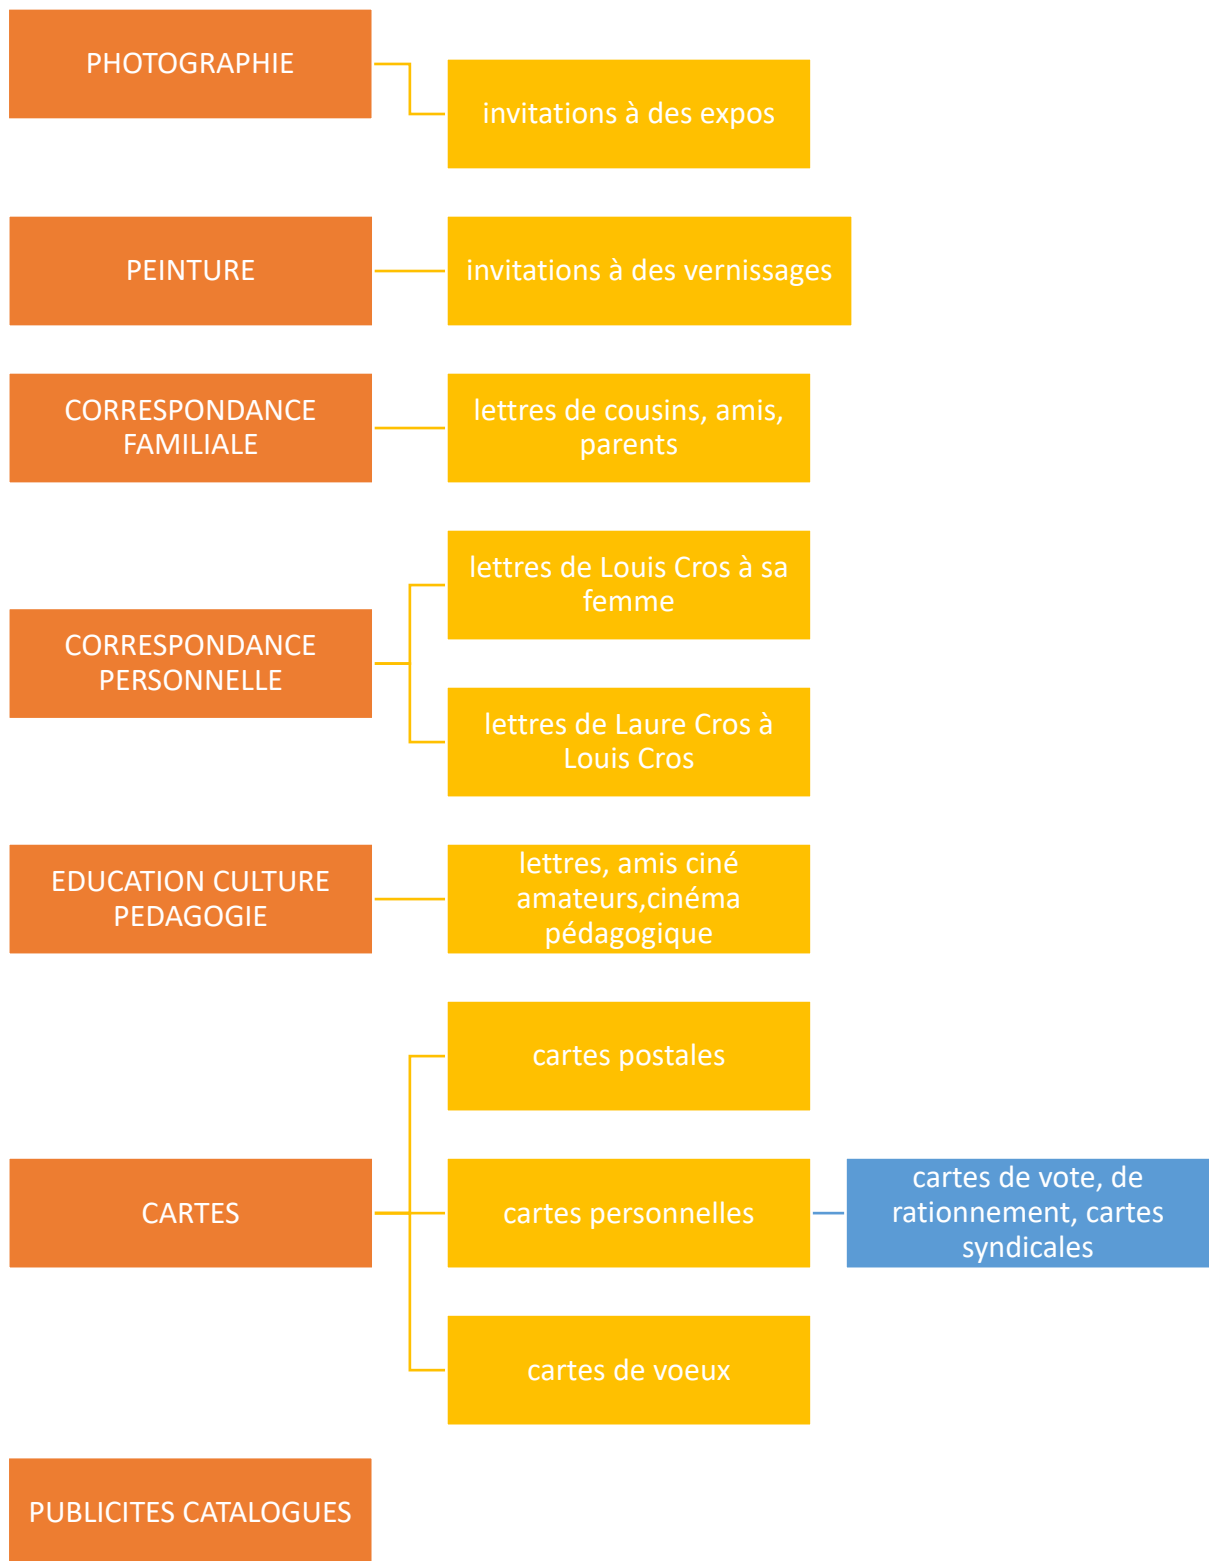 PHOTOGRAPHIE
invitations à des expos
PEINTURE
invitations à des vernissages
CORRESPONDANCE
FAMILIALE
lettres de cousins, amis,
parents
CORRESPONDANCE
PERSONNELLE
lettres de Louis Cros à sa
femme
lettres de Laure Cros à
Louis Cros
EDUCATION CULTURE
PEDAGOGIE
lettres, amis ciné
amateurs,cinéma
pédagogique
CARTES
cartes postales
cartes personnelles
cartes de vote, de
rationnement, cartes
syndicales
cartes de voeux
PUBLICITES CATALOGUES